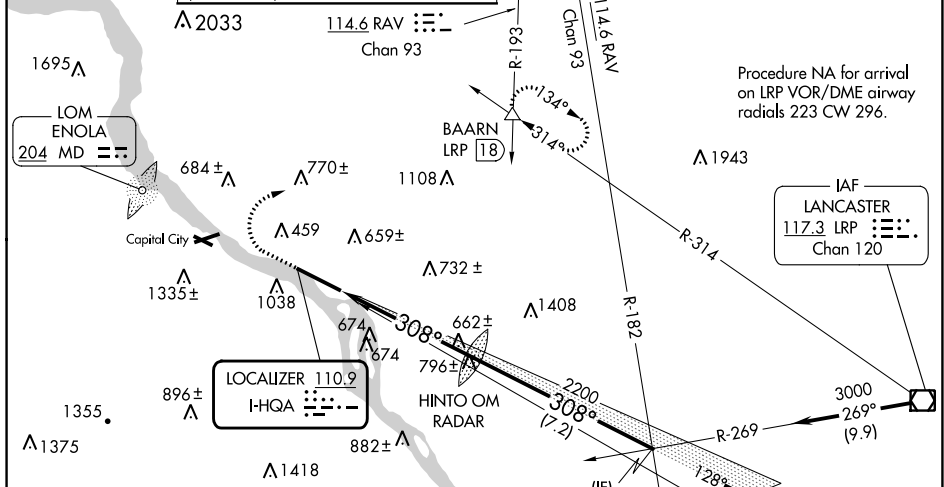 2033
114.6 RAV
Chan 93
R-193
114.6 RAV
Chan 93
1695
Procedure NA for arrival
on LRP VOR/DME airway
radials 223 CW 296.
LOM
ENOLA
204 MD
134°
314°
BAARN
LRP 18
684±
770±
1108
1943
IAF
LANCASTER
117.3 LRP
Chan 120
Capital City
459
659±
R-314
732 ±
1335±
1038
1408
R-182
674
674
308°
662±
796±
LOCALIZER 110.9
I-HQA
HINTO OM
RADAR
2200
308°
(7.2)
3000
269°
(9.9)
R-269
896±
1355
1375
882±
1418
128°
(IF)